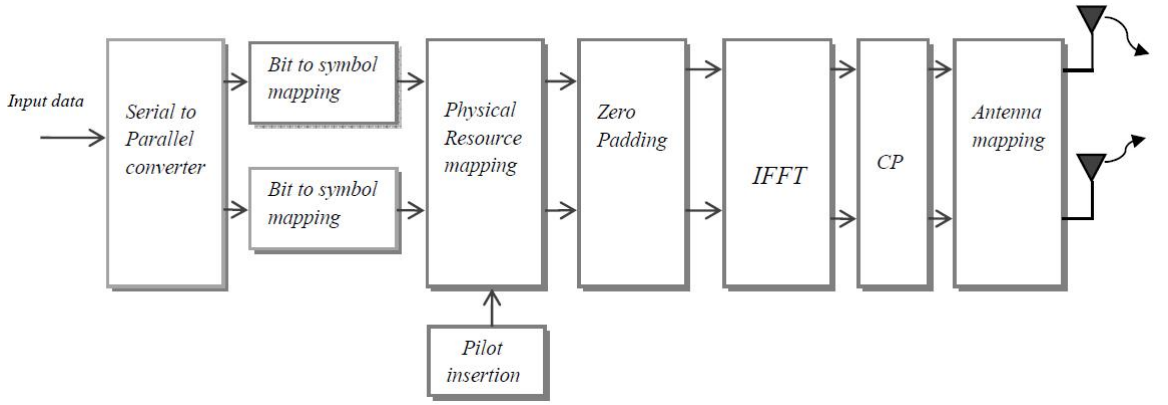 Input data
Serial to
Parallel
converter
Bit to symbol
mapping
Bit to symbol
mapping
Physical
Resource
mapping
Pilot
insertion
Zero
Padding
IFFT
CP
Antenna
mapping